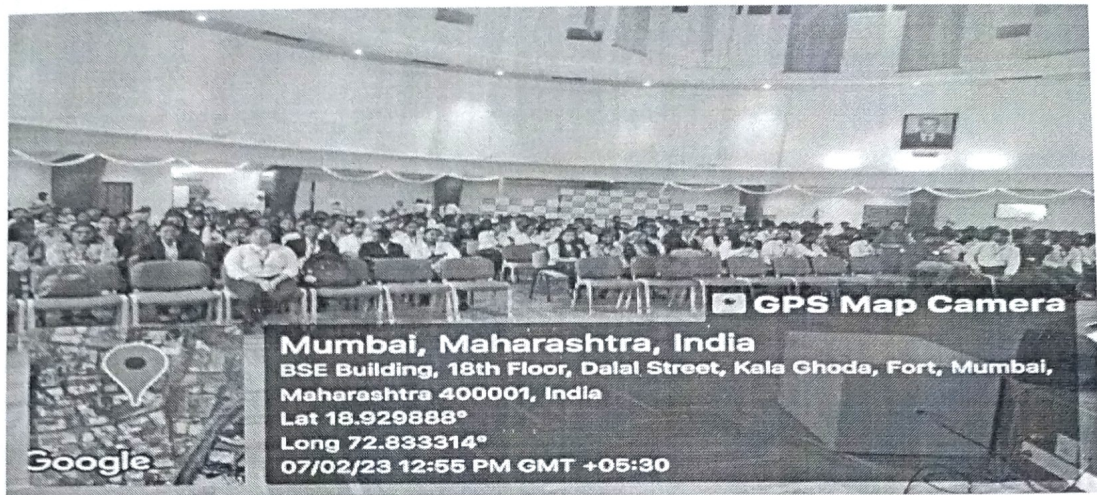 GPS Map Camera
Mumbai, Maharashtra, India
BSE Building, 18th Floor, Dalal Street, Kala Ghoda, Fort, Mumbai,
Maharashtra 400001, India
Lat 18.929888°
Long 72.833314°
07/02/23 12:55 PM GMT +05:30
Google